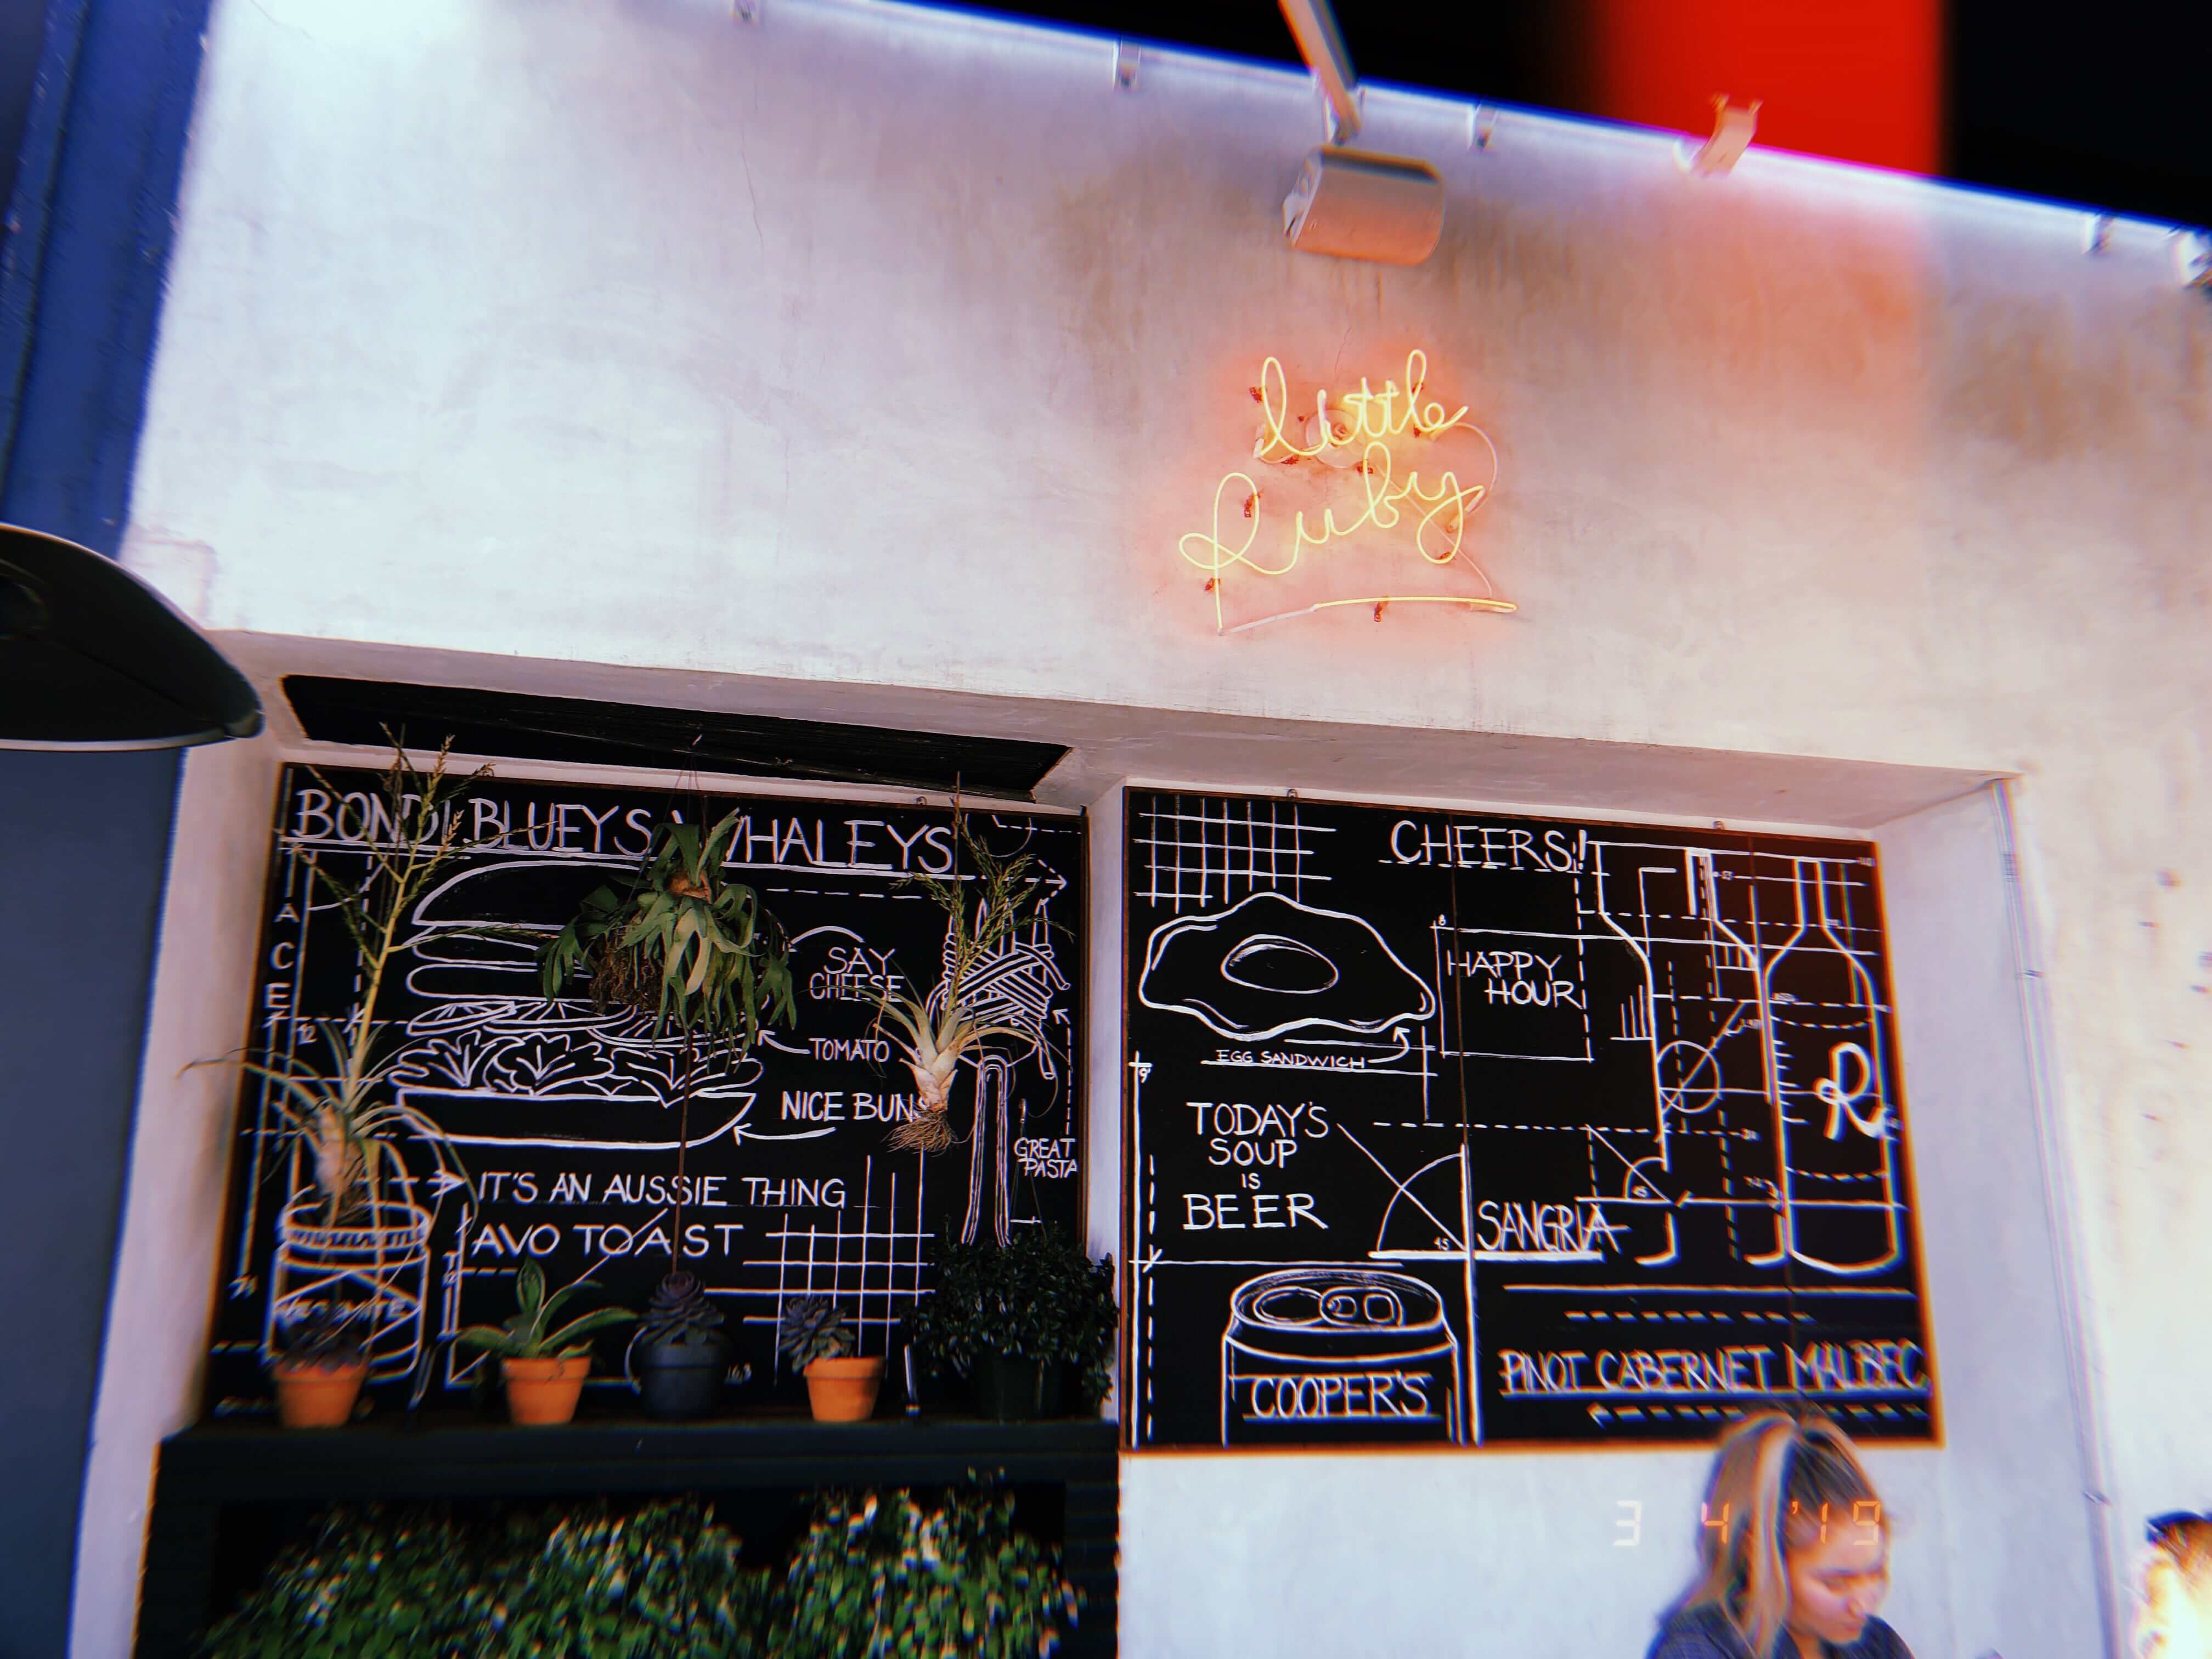 little
Ruby
BONDI BLUEYS WHALEYS
SAY
CHEESE
TOMATO
NICE BUNS
GREAT
PASTA
IT'S AN AUSSIE THING
AVO TOAST
CHEERS!
HAPPY
HOUR
EGG SANDWICH
TODAY'S
SOUP
IS
BEER
SANGRIA
R
COOPER'S
PINOT CABERNET MALBEC
3 4 '19